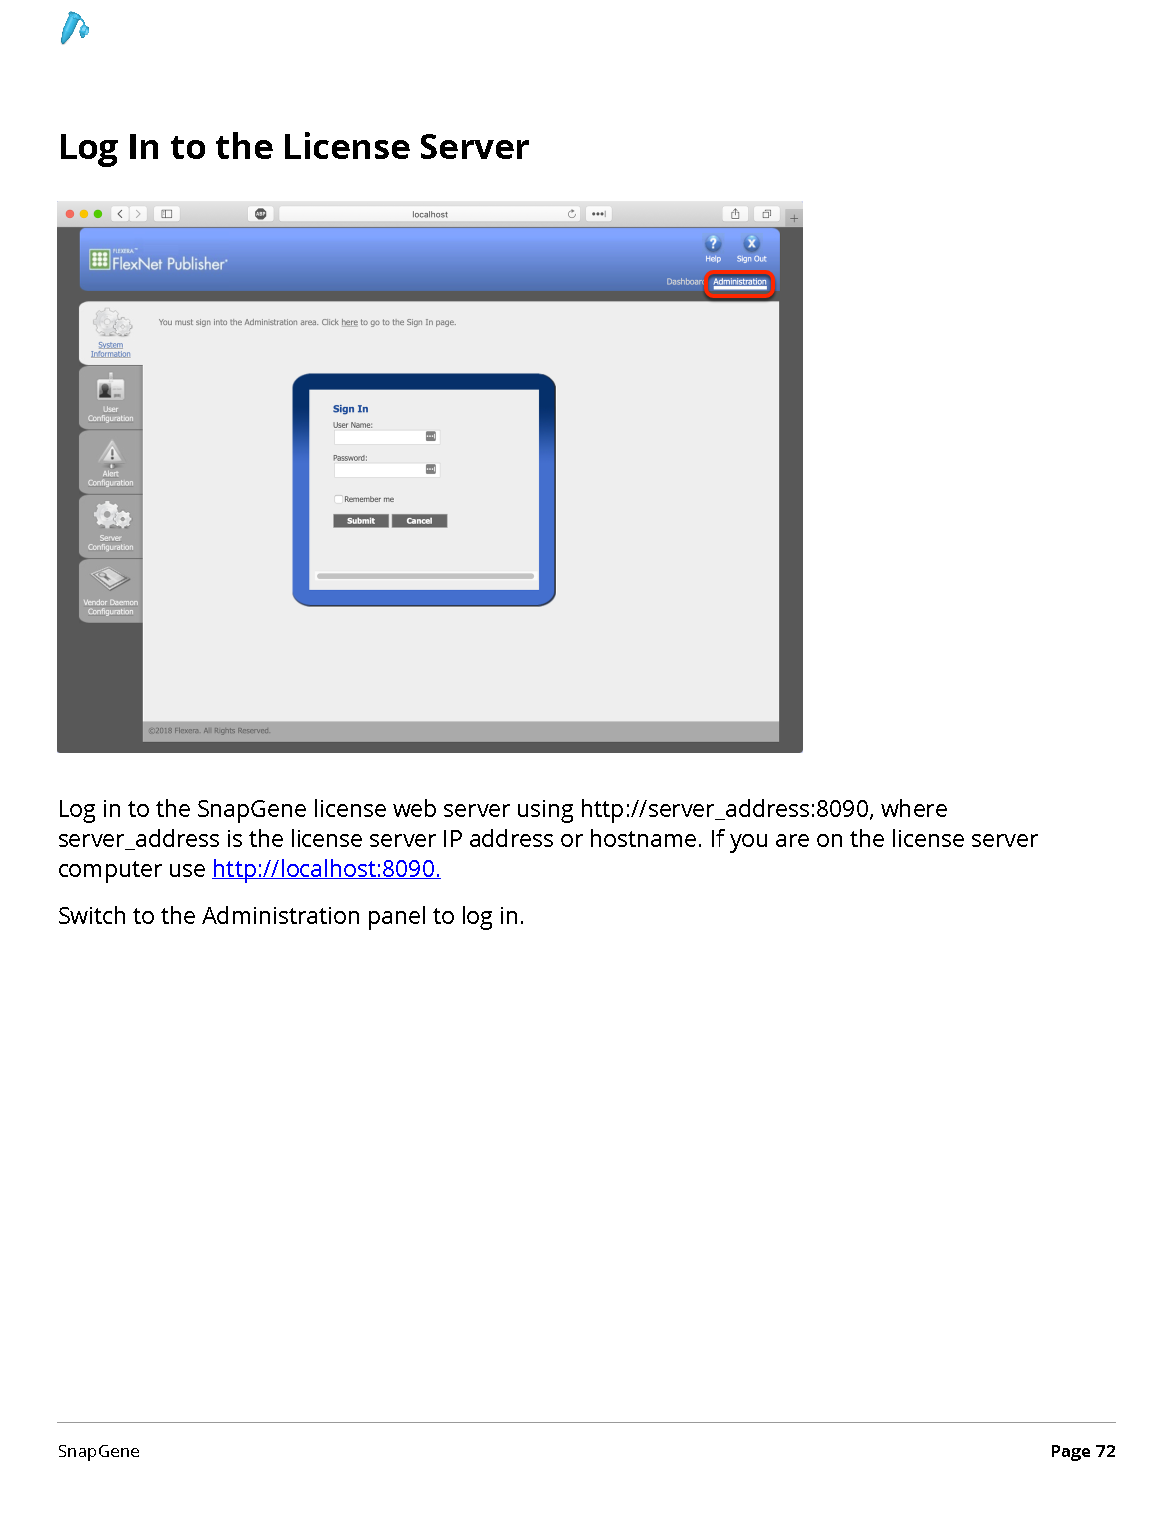 Log In to the License Server
localhost
ABP
FLEXERA™
FlexNet Publisher
? X
Help Sign Out
Dashboar Administration
You must sign into the Administration area. Click here to go to the Sign In page.
System
Information
User
Configuration
Alert
Configuration
Server
Configuration
Vendor Daemon
Configuration
Sign In
User Name:
Password:
Remember me
Submit Cancel
©2018 Flexera. All Rights Reserved.
Log in to the SnapGene license web server using http://server_address:8090, where
server_address is the license server IP address or hostname. If you are on the license server
computer use http://localhost:8090.
Switch to the Administration panel to log in.
SnapGene Page 72